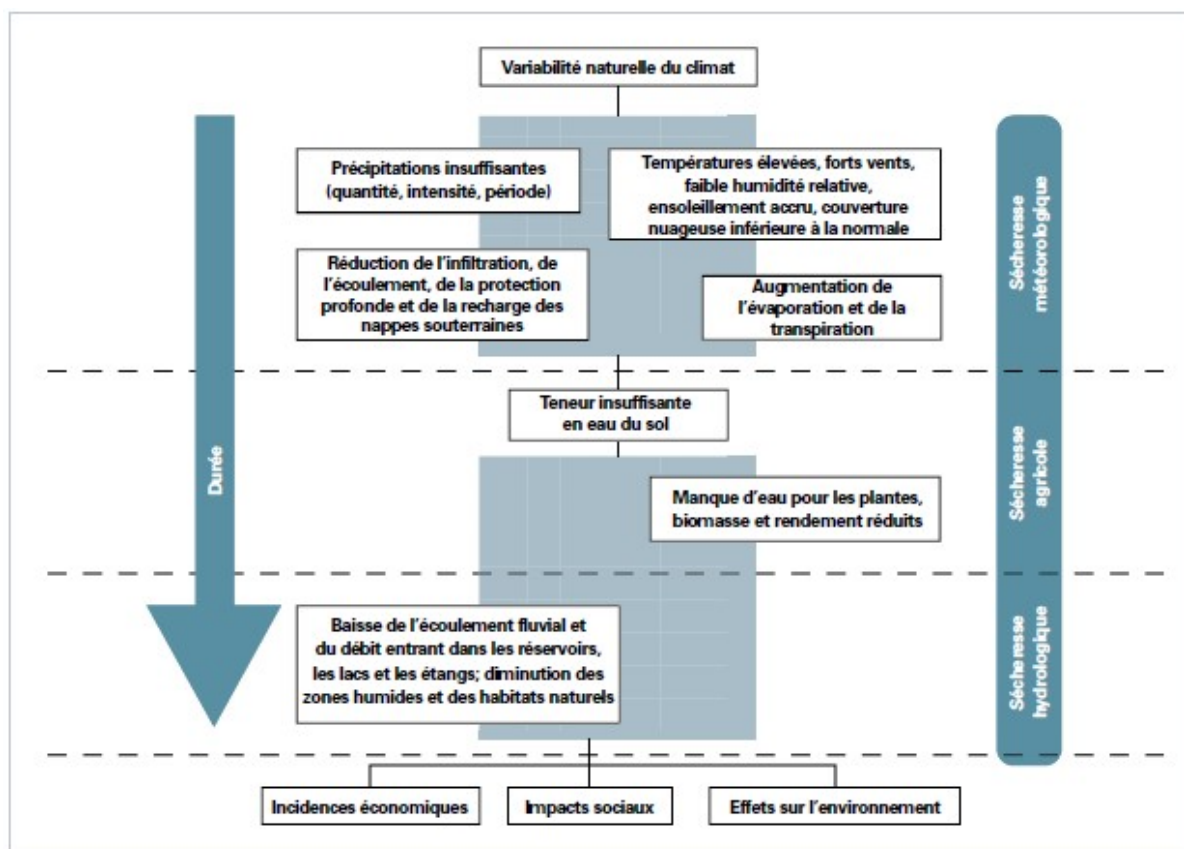 Variabilité naturelle du climat
Précipitations insuffisantes
(quantité, intensité, période)
Températures élevées, forts vents,
faible humidité relative,
ensoleillement accru, couverture
nuageuse inférieure à la normale
Réduction de l'infiltration, de
l'écoulement, de la protection
profonde et de la recharge des
nappes souterraines
Augmentation de
l'évaporation et de la
transpiration
Sécheresse
météorologique
Teneur insuffisante
en eau du sol
Durée
Manque d'eau pour les plantes,
biomasse et rendement réduits
Sécheresse
agricole
Baisse de l'écoulement fluvial et
du débit entrant dans les réservoirs,
les lacs et les étangs; diminution des
zones humides et des habitats naturels
Sécheresse
hydrologique
Incidences économiques
Impacts sociaux
Effets sur l'environnement